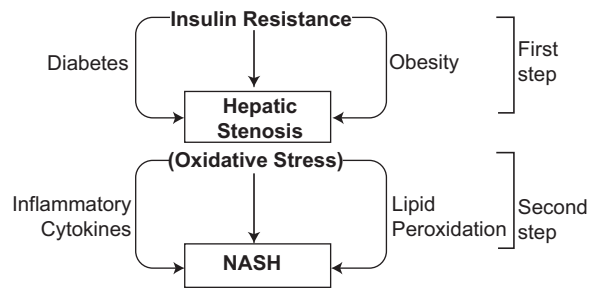 Insulin Resistance
Diabetes
Obesity
First
step
Hepatic
Stenosis
(Oxidative Stress)
Inflammatory
Cytokines
Lipid
Peroxidation
Second
step
NASH